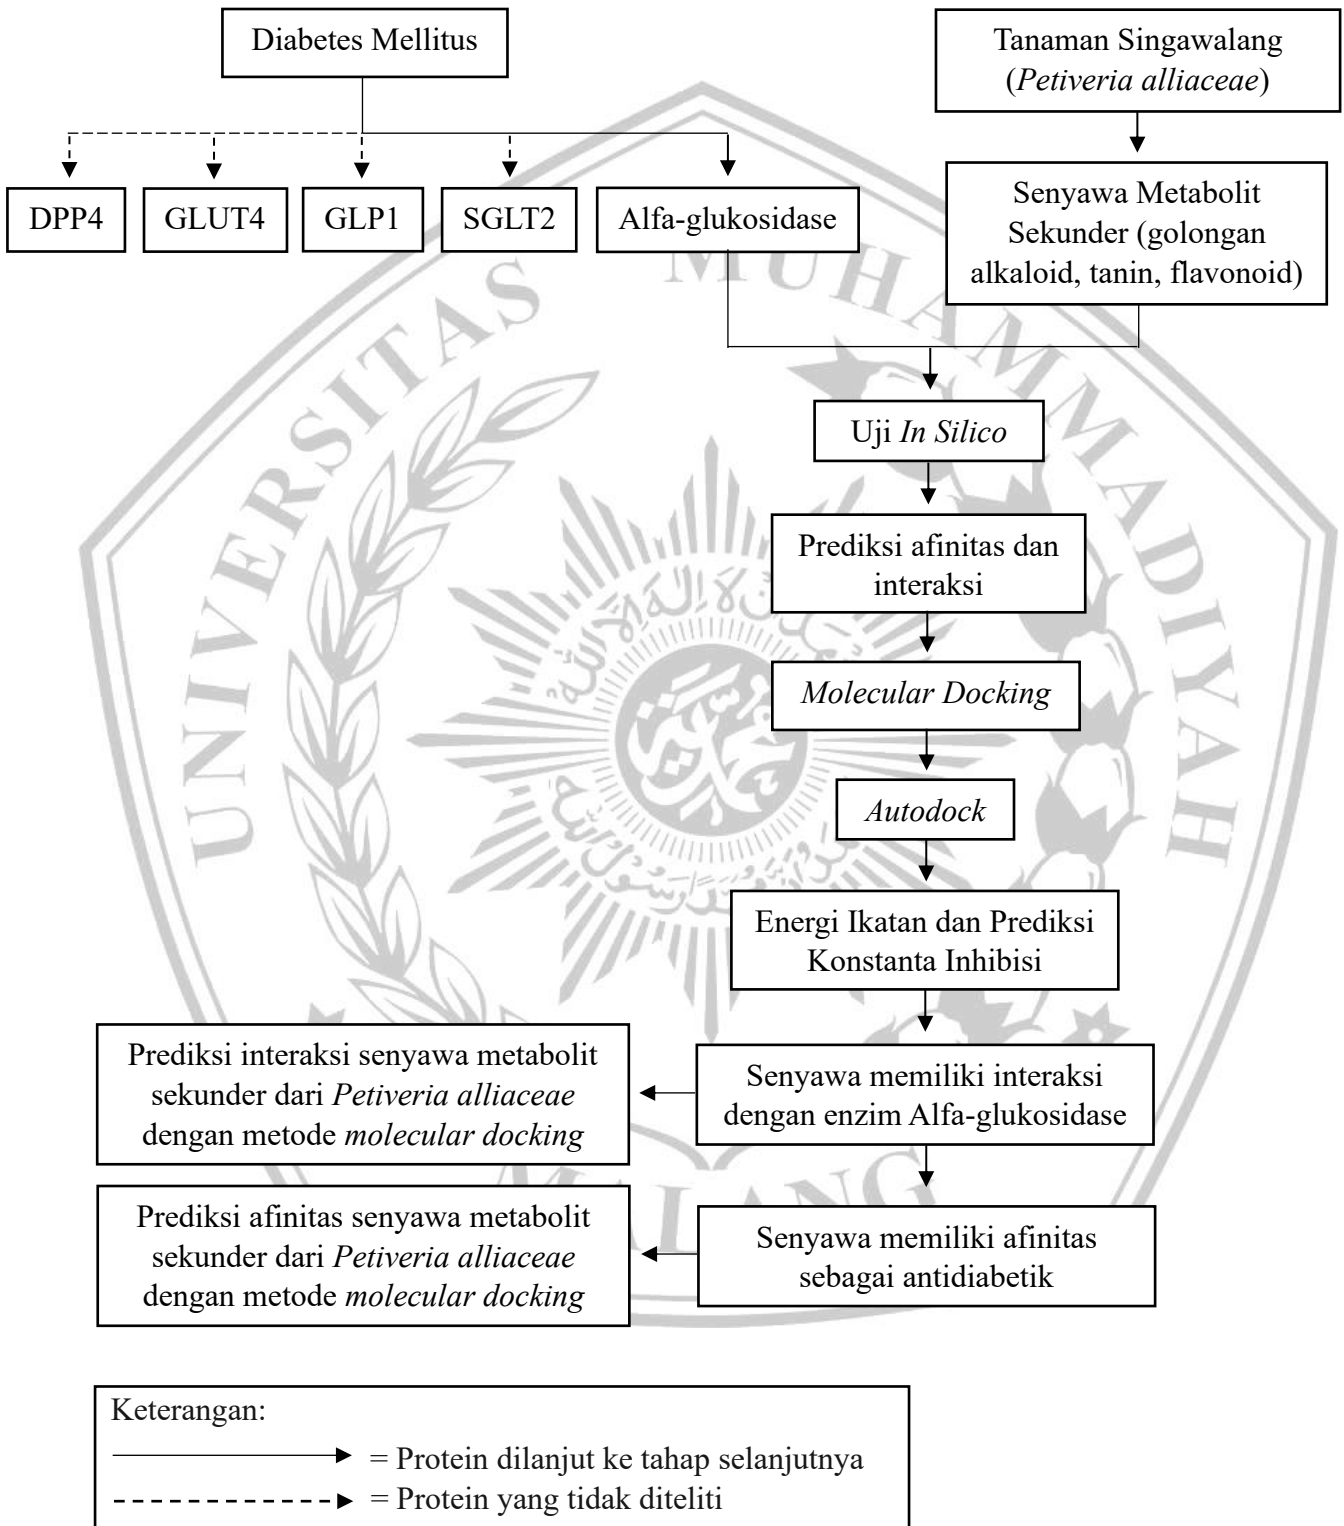 Diabetes Mellitus
Tanaman Singawalang
(Petiveria alliaceae)
DPP4
GLUT4
GLP1
SGLT2
Alfa-glukosidase
Senyawa Metabolit
Sekunder (golongan
alkaloid, tanin, flavonoid)
UNIVERSITAS MUHAMMADIYAH
Uji In Silico
Prediksi afinitas dan
interaksi
Molecular Docking
Autodock
Energi Ikatan dan Prediksi
Konstanta Inhibisi
Senyawa memiliki interaksi
dengan enzim Alfa-glukosidase
Prediksi interaksi senyawa metabolit
sekunder dari Petiveria alliaceae
dengan metode molecular docking
MALANG
Senyawa memiliki afinitas
sebagai antidiabetik
Prediksi afinitas senyawa metabolit
sekunder dari Petiveria alliaceae
dengan metode molecular docking
Keterangan:
= Protein dilanjut ke tahap selanjutnya
= Protein yang tidak diteliti